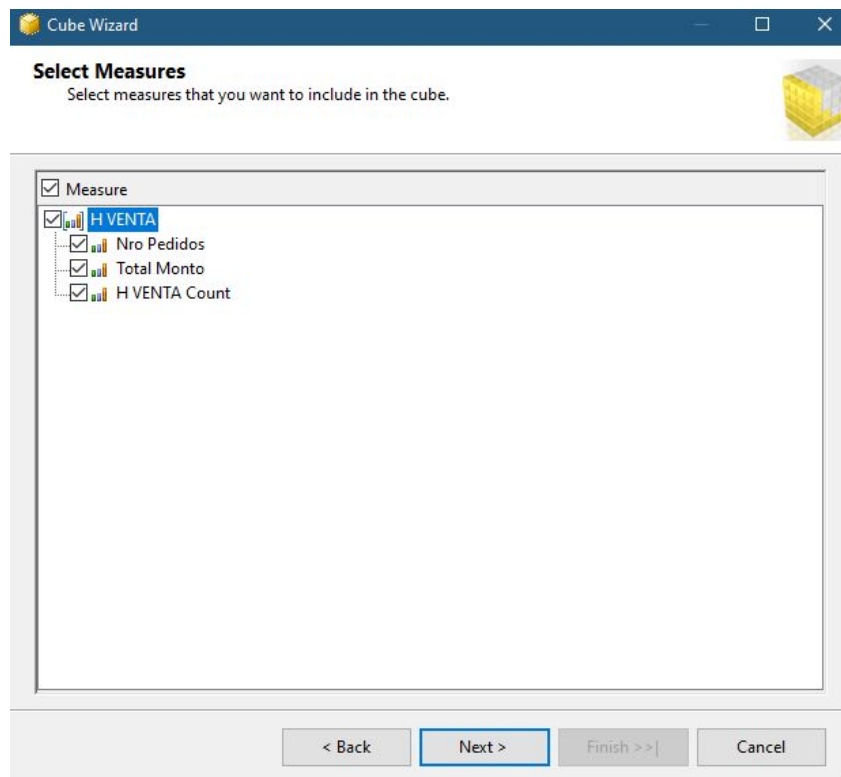 Cube Wizard
Select Measures
Select measures that you want to include in the cube.
Measure
H VENTA
Nro Pedidos
Total Monto
H VENTA Count
< Back Next > Finish >>| Cancel